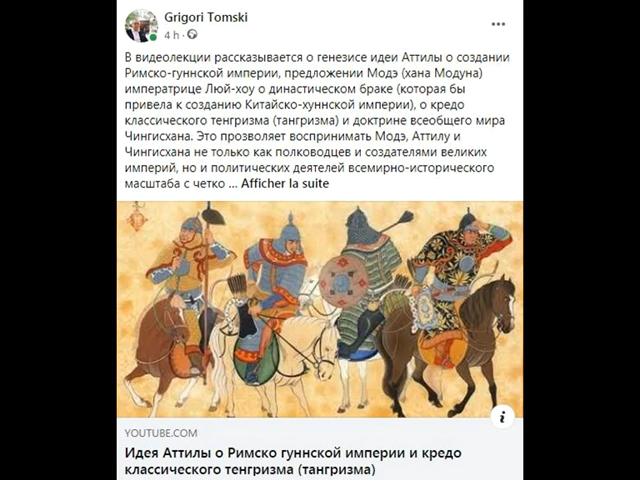 Grigori Tomski
4 h ·
В видеолекции рассказывается о генезисе идеи Аттилы о создании
Римско-гуннской империи, предложении Модэ (хана Модуна)
императрице Люй-хоу о династическом браке (которая бы
привела к созданию Китайско-хуннской империи), о кредо
классического тенгризма (тангризма) и доктрине всеобщего мира
Чингисхана. Это прозволяет воспринимать Модэ, Аттилу и
Чингисхана не только как полководцев и создателями великих
империй, но и политических деятелей всемирно-исторического
масштаба с четко ... Afficher la suite
YOUTUBE.COM
Идея Аттилы о Римско гуннской империи и кредо
классического тенгризма (тангризма)